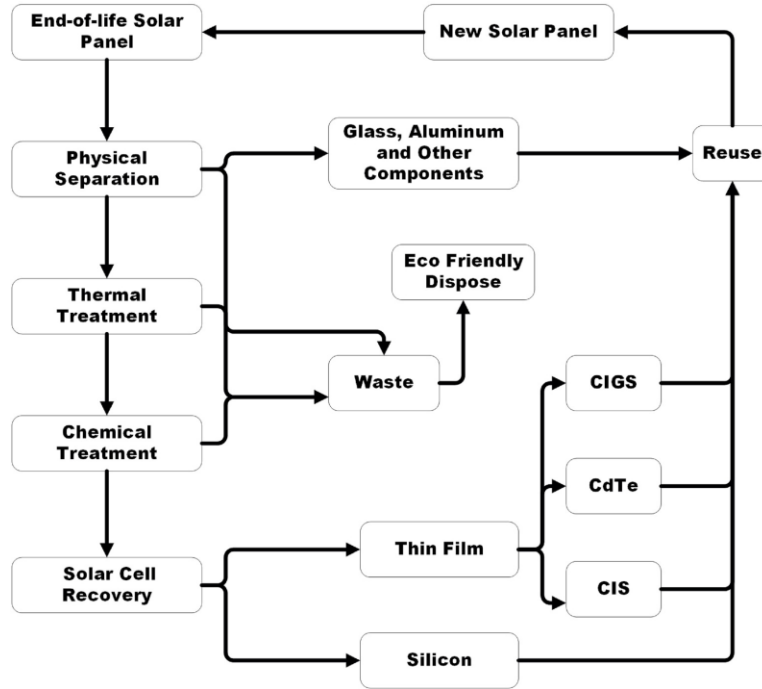 End-of-life Solar
Panel
New Solar Panel
Physical
Separation
Glass, Aluminum
and Other
Components
Reuse
Thermal
Treatment
Eco Friendly
Dispose
Waste
CIGS
Chemical
Treatment
CdTe
Thin Film
Solar Cell
Recovery
CIS
Silicon